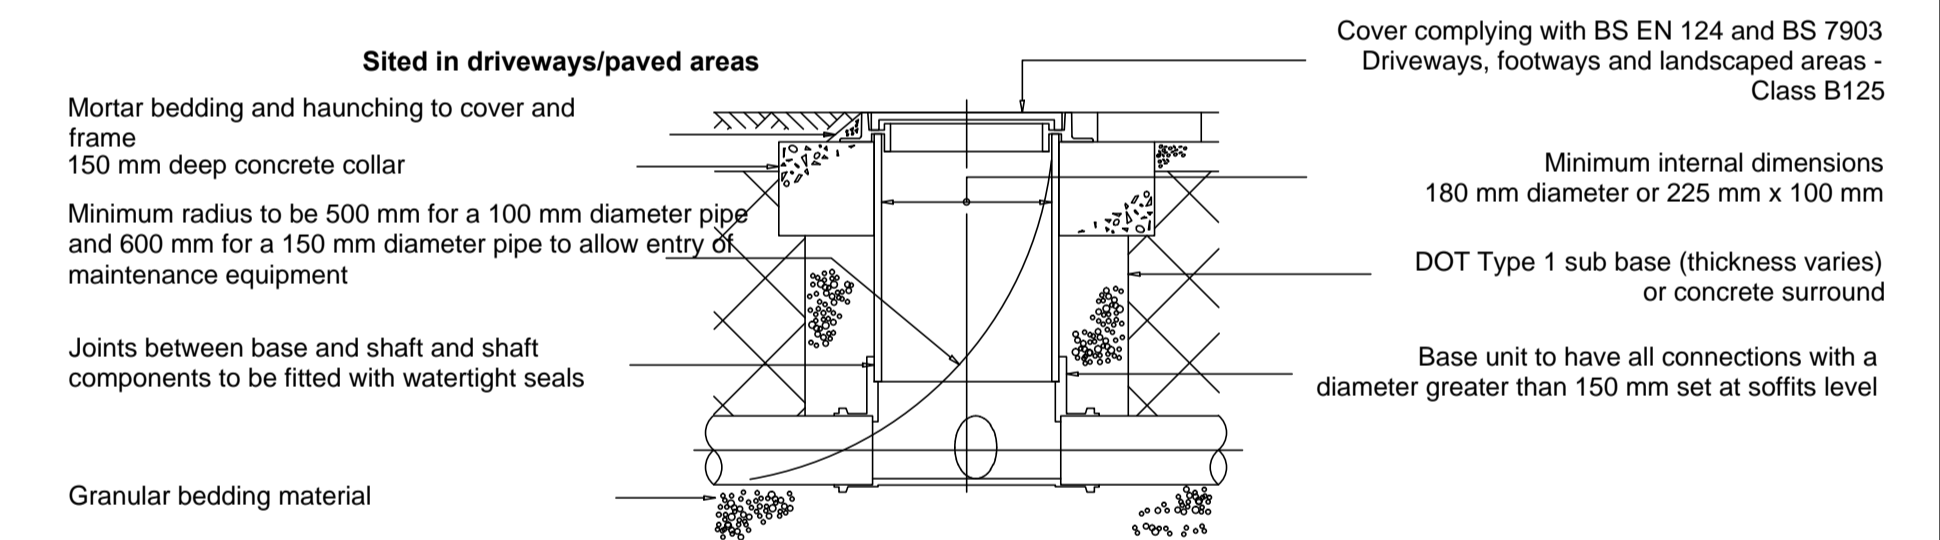 Sited in driveways/paved areas
Mortar bedding and haunching to cover and
frame
150 mm deep concrete collar
Minimum radius to be 500 mm for a 100 mm diameter pipe
and 600 mm for a 150 mm diameter pipe to allow entry of
maintenance equipment
Joints between base and shaft and shaft
components to be fitted with watertight seals
Granular bedding material
Cover complying with BS EN 124 and BS 7903
Driveways, footways and landscaped areas -
Class B125
Minimum internal dimensions
180 mm diameter or 225 mm x 100 mm
DOT Type 1 sub base (thickness varies)
or concrete surround
Base unit to have all connections with a
diameter greater than 150 mm set at soffits level